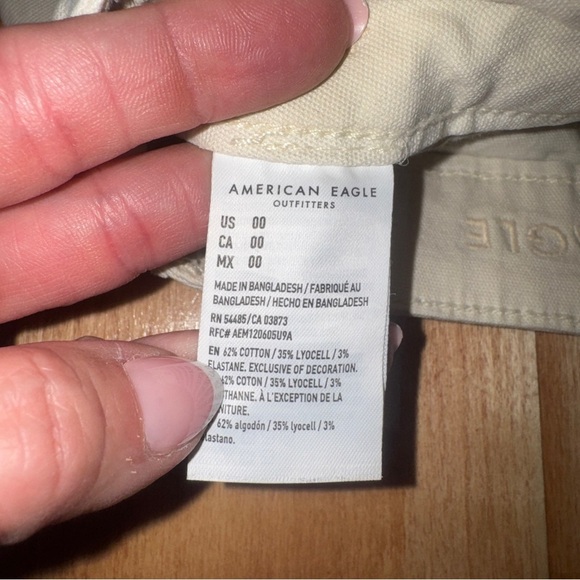 AMERICAN EAGLE
OUTFITTERS
US 00
CA 00
MX 00
MADE IN BANGLADESH / FABRIQUÉ AU
BANGLADESH / HECHO EN BANGLADESH
RN 54485/CA 03873
RFC# AEM120605U9A
EN 62% COTTON / 35% LYOCELL / 3%
ELASTANE. EXCLUSIVE OF DECORATION.
62% COTON / 35% LYOCELL / 3%
À L'EXCEPTION DE LA
62% algodón / 35% lyocell / 3%